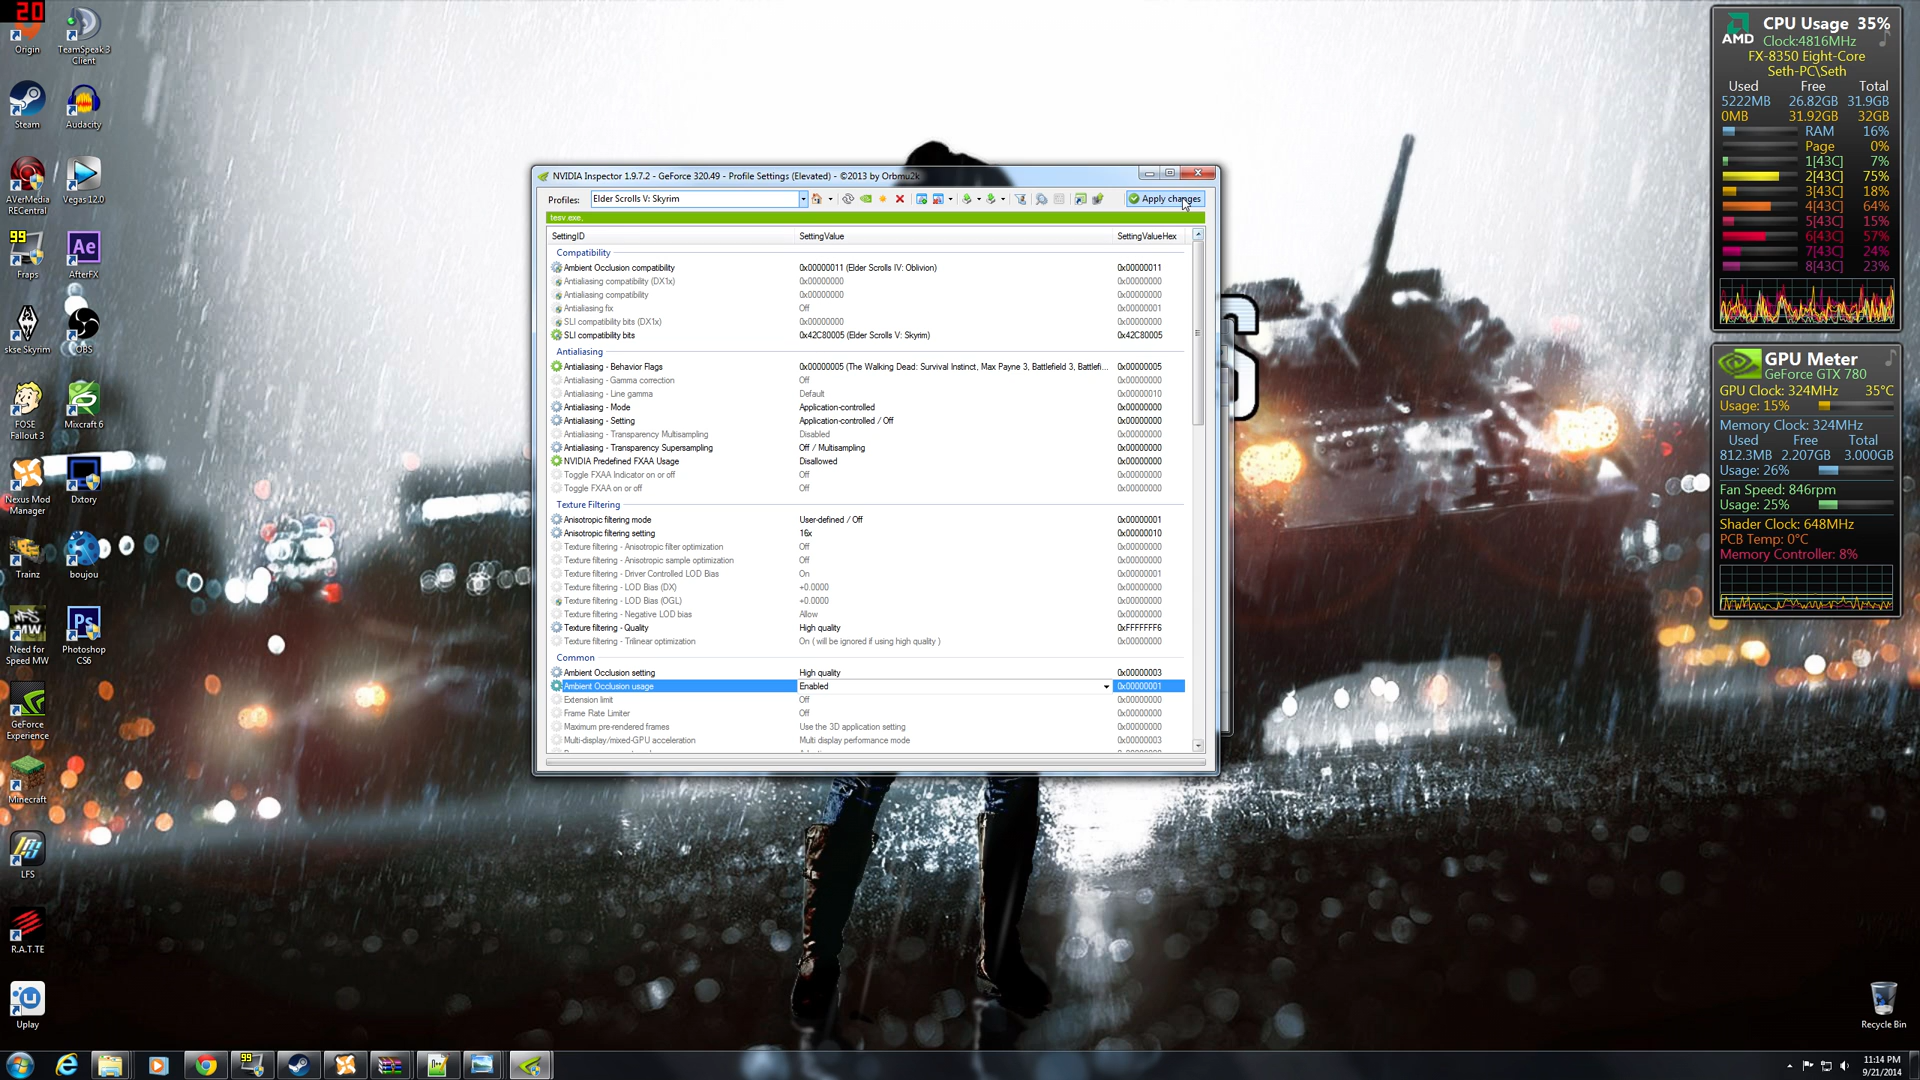 20
Origin
TeamSpeak 3
Client
Steam
Audacity
AVerMedia
RECentral
Vegas 12.0
99
Fraps
Ae
AfterFX
skse Skyrim
OBS
FOSE
Fallout 3
Mixcraft 6
Nexus Mod
Manager
Dxtory
Trainz
boujou
NFS
MW
Need for
Speed MW
Ps
Photoshop
CS6
GeForce
Experience
Minecraft
LFS
R.A.T.TE
Uplay
NVIDIA Inspector 1.9.7.2 - GeForce 320.49 - Profile Settings (Elevated) - ©2013 by Orbmu2k
Profiles: Elder Scrolls V: Skyrim Apply changes
tesv.exe,
SettingID SettingValue SettingValueHex
Compatibility
Ambient Occlusion compatibility 0x00000011 (Elder Scrolls IV: Oblivion) 0x00000011
Antialiasing compatibility (DX1x) 0x00000000 0x00000000
Antialiasing compatibility 0x00000000 0x00000000
Antialiasing fix Off 0x00000001
SLI compatibility bits (DX1x) 0x00000000 0x00000000
SLI compatibility bits 0x42C80005 (Elder Scrolls V: Skyrim) 0x42C80005
Antialiasing
Antialiasing - Behavior Flags 0x00000005 (The Walking Dead: Survival Instinct, Max Payne 3, Battlefield 3, Battlefi... 0x00000005
Antialiasing - Gamma correction Off 0x00000000
Antialiasing - Line gamma Default 0x00000010
Antialiasing - Mode Application-controlled 0x00000000
Antialiasing - Setting Application-controlled / Off 0x00000000
Antialiasing - Transparency Multisampling Disabled 0x00000000
Antialiasing - Transparency Supersampling Off / Multisampling 0x00000000
NVIDIA Predefined FXAA Usage Disallowed 0x00000000
Toggle FXAA Indicator on or off Off 0x00000000
Toggle FXAA on or off Off 0x00000000
Texture Filtering
Anisotropic filtering mode User-defined / Off 0x00000001
Anisotropic filtering setting 16x 0x00000010
Texture filtering - Anisotropic filter optimization Off 0x00000000
Texture filtering - Anisotropic sample optimization Off 0x00000000
Texture filtering - Driver Controlled LOD Bias On 0x00000001
Texture filtering - LOD Bias (DX) +0.0000 0x00000000
Texture filtering - LOD Bias (OGL) +0.0000 0x00000000
Texture filtering - Negative LOD bias Allow 0x00000000
Texture filtering - Quality High quality 0xFFFFFFF6
Texture filtering - Trilinear optimization On ( will be ignored if using high quality ) 0x00000000
Common
Ambient Occlusion setting High quality 0x00000003
Ambient Occlusion usage Enabled 0x00000001
Extension limit Off 0x00000000
Frame Rate Limiter Off 0x00000000
Maximum pre-rendered frames Use the 3D application setting 0x00000000
Multi-display/mixed-GPU acceleration Multi display performance mode 0x00000003
AMD
CPU Usage 35%
Clock:4816MHz
FX-8350 Eight-Core
Seth-PC\Seth
Used Free Total
5222MB 26.82GB 31.9GB
0MB 31.92GB 32GB
RAM 16%
Page 0%
1[43C] 7%
2[43C] 75%
3[43C] 18%
4[43C] 64%
5[43C] 15%
6[43C] 57%
7[43C] 24%
8[43C] 23%
GPU Meter
GeForce GTX 780
GPU Clock: 324MHz 35°C
Usage: 15%
Memory Clock: 324MHz
Used Free Total
812.3MB 2.207GB 3.000GB
Usage: 26%
Fan Speed: 846rpm
Usage: 25%
Shader Clock: 648MHz
PCB Temp: 0°C
Memory Controller: 8%
Recycle Bin
99
11:14 PM
9/21/2014